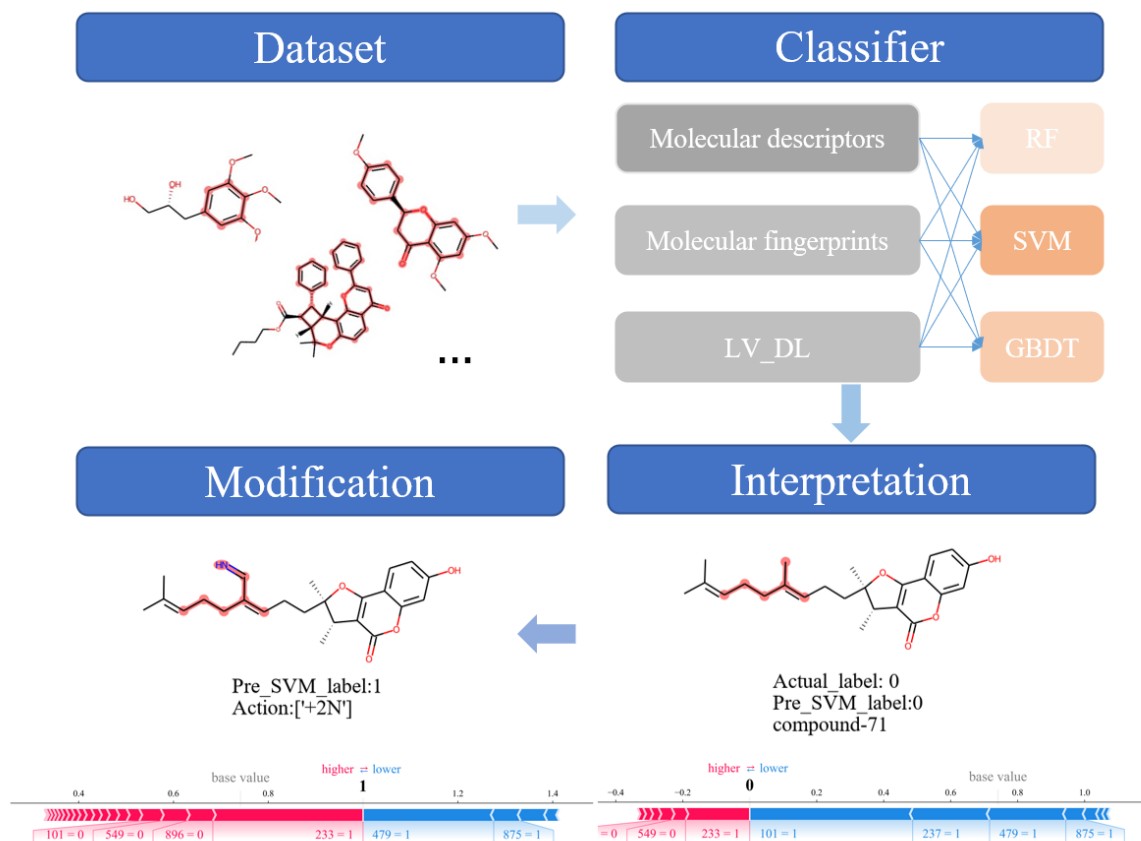 Dataset
Classifier
OH
HO
O
O
O
O
O
O
O
O
O
O
O
O
...
Molecular descriptors
RF
Molecular fingerprints
SVM
LV_DL
GBDT
Modification
Interpretation
HN
O
OH
O
O
Pre_SVM_label:1
Action:['+2N']
O
OH
O
O
Actual_label: 0
Pre_SVM_label:0
compound-71
higher ⇄ lower
base value
1
0.4 0.6 0.8 1.2 1.4
101 = 0 549 = 0 896 = 0 233 = 1 479 = 1 875 = 1
higher ⇄ lower
base value
0
−0.4 −0.2 0.2 0.4 0.6 0.8 1.0
= 0 549 = 0 233 = 1 101 = 1 237 = 1 479 = 1 875 = 1